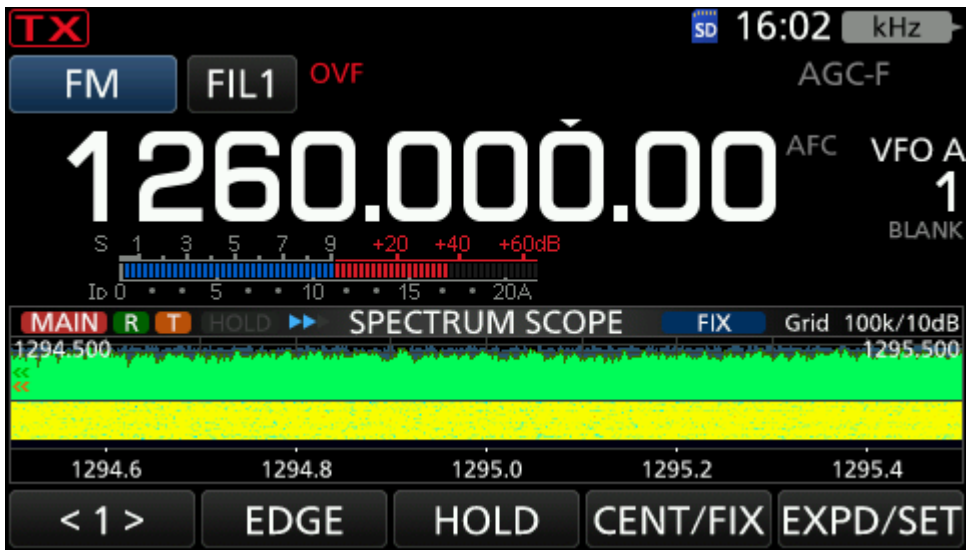 TX SD 16:02 kHz
FM FIL1 OVF AGC-F
1260.000.00 AFC VFO A
1
BLANK
S 1 3 5 7 9 +20 +40 +60dB
ID 0 5 10 15 20A
MAIN R T HOLD SPECTRUM SCOPE FIX Grid 100k/10dB
1294.500 1295.500
1294.6 1294.8 1295.0 1295.2 1295.4
< 1 > EDGE HOLD CENT/FIX EXPD/SET